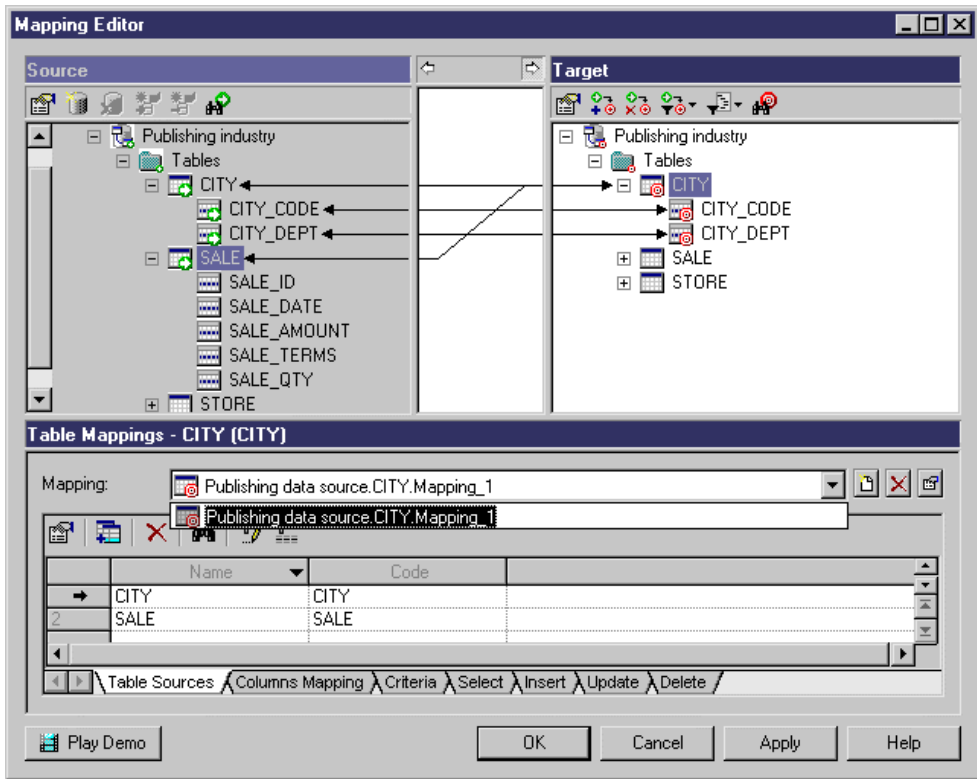 Mapping Editor
Source
Target
Publishing industry
Tables
CITY
CITY_CODE
CITY_DEPT
SALE
SALE_ID
SALE_DATE
SALE_AMOUNT
SALE_TERMS
SALE_QTY
STORE
Publishing industry
Tables
CITY
CITY_CODE
CITY_DEPT
SALE
STORE
Table Mappings - CITY (CITY)
Mapping: Publishing data source.CITY.Mapping_1
Publishing data source.CITY.Mapping_1
Name Code
CITY CITY
2 SALE SALE
Table Sources Columns Mapping Criteria Select Insert Update Delete
Play Demo OK Cancel Apply Help